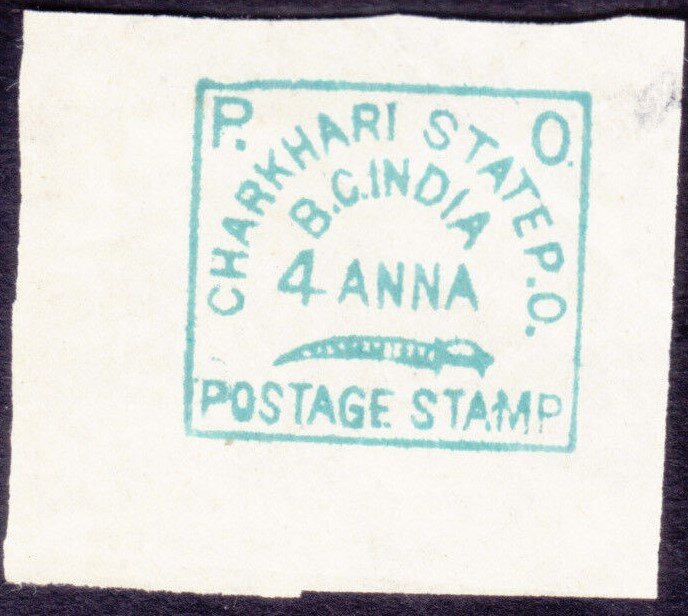 P. O.
CHARKHARI STATE P.O.
B.C. INDIA
4 ANNA
POSTAGE STAMP